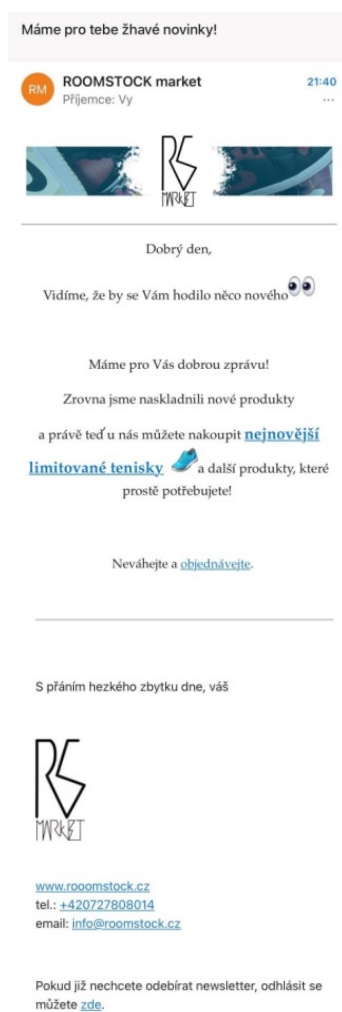 Máme pro tebe žhavé novinky!
RM
ROOMSTOCK market
21:40
Příjemce: Vy
RS
MARKET
Dobrý den,
Vidíme, že by se Vám hodilo něco nového
Máme pro Vás dobrou zprávu!
Zrovna jsme naskladnili nové produkty
a právě teď u nás můžete nakoupit nejnovější
limitované tenisky a další produkty, které
prostě potřebujete!
Neváhejte a objednávejte.
S přáním hezkého zbytku dne, váš
RS
MARKET
www.rooomstock.cz
tel.: +420727808014
email: info@roomstock.cz
Pokud již nechcete odebírat newsletter, odhlásit se
můžete zde.